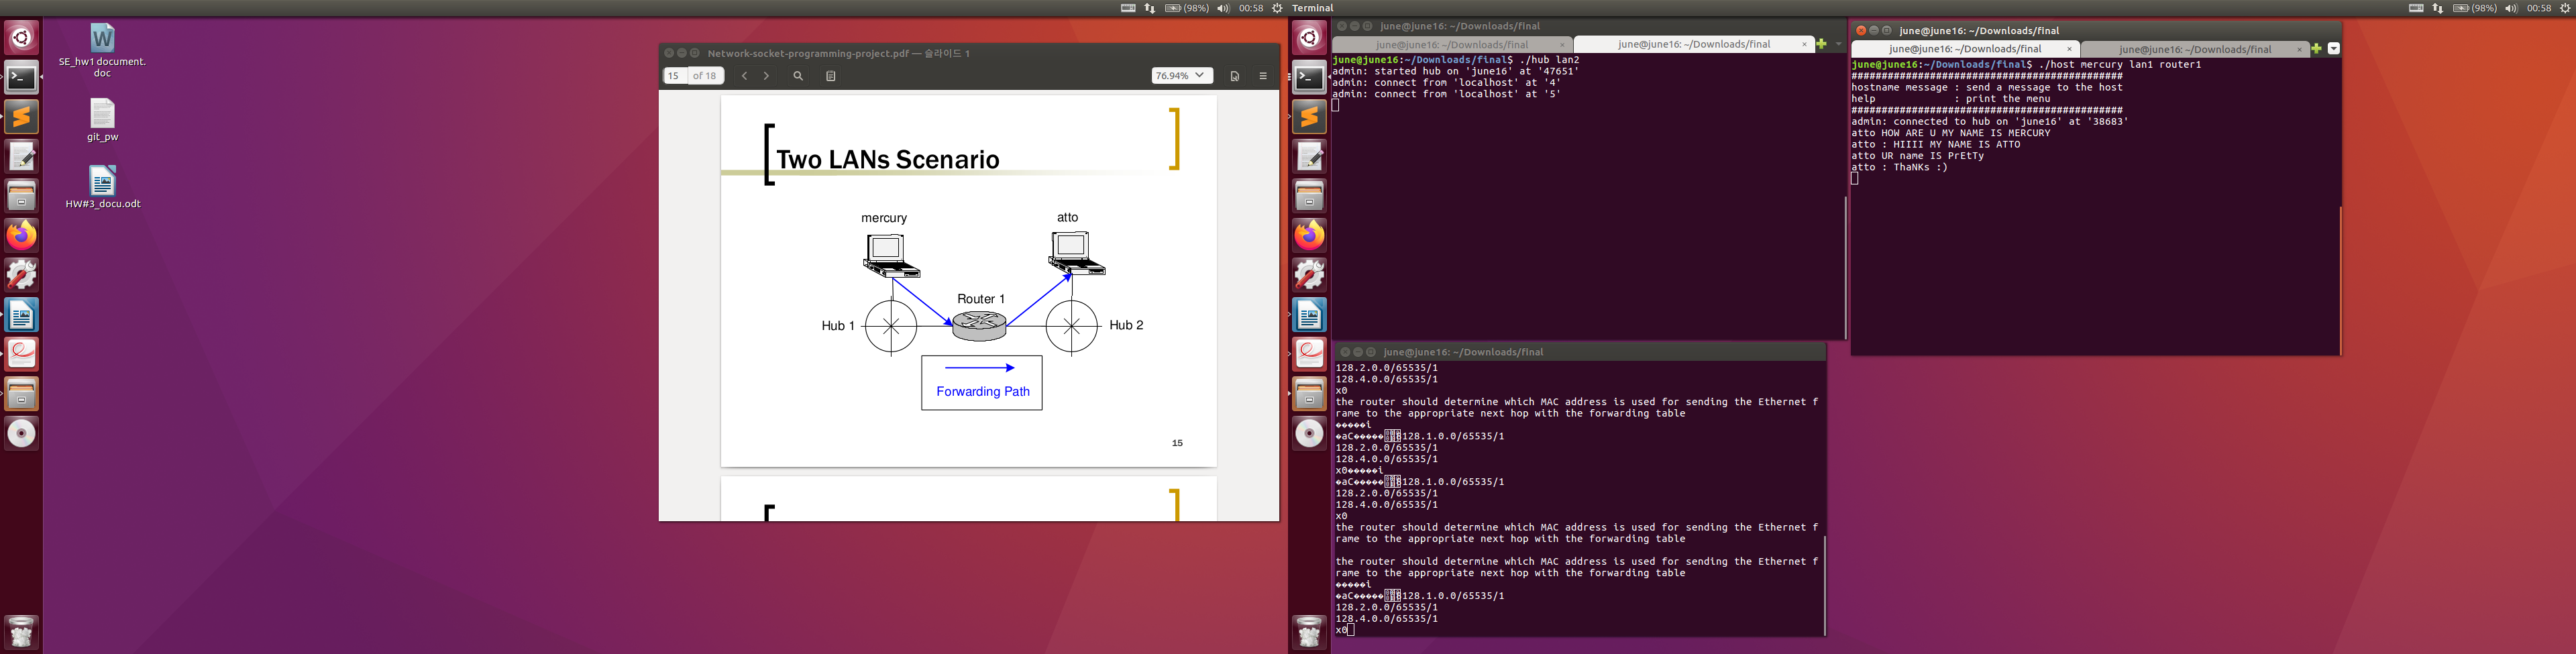 (98%) 00:58
Terminal
(98%) 00:58
SE_hw1 document.
doc
git_pw
HW#3_docu.odt
Network-socket-programming-project.pdf — 슬라이드 1
15 of 18
76.94%
Two LANs Scenario
mercury
atto
Router 1
Hub 1
Hub 2
Forwarding Path
15
june@june16: ~/Downloads/final
june@june16: ~/Downloads/final × june@june16: ~/Downloads/final ×
june@june16:~/Downloads/final$ ./hub lan2
admin: started hub on 'june16' at '47651'
admin: connect from 'localhost' at '4'
admin: connect from 'localhost' at '5'
june@june16: ~/Downloads/final
june@june16: ~/Downloads/final × june@june16: ~/Downloads/final ×
june@june16:~/Downloads/final$ ./host mercury lan1 router1
#############################################
hostname message : send a message to the host
help : print the menu
#############################################
admin: connected to hub on 'june16' at '38683'
atto HOW ARE U MY NAME IS MERCURY
atto : HIIII MY NAME IS ATTO
atto UR name IS PrEtTy
atto : ThaNKs :)
june@june16: ~/Downloads/final
128.2.0.0/65535/1
128.4.0.0/65535/1
x0
the router should determine which MAC address is used for sending the Ethernet f
rame to the appropriate next hop with the forwarding table
�����i
�aC�����128.1.0.0/65535/1
128.2.0.0/65535/1
128.4.0.0/65535/1
x0�����i
�aC�����128.1.0.0/65535/1
128.2.0.0/65535/1
128.4.0.0/65535/1
x0
the router should determine which MAC address is used for sending the Ethernet f
rame to the appropriate next hop with the forwarding table
the router should determine which MAC address is used for sending the Ethernet f
rame to the appropriate next hop with the forwarding table
�����i
�aC�����128.1.0.0/65535/1
128.2.0.0/65535/1
128.4.0.0/65535/1
x0